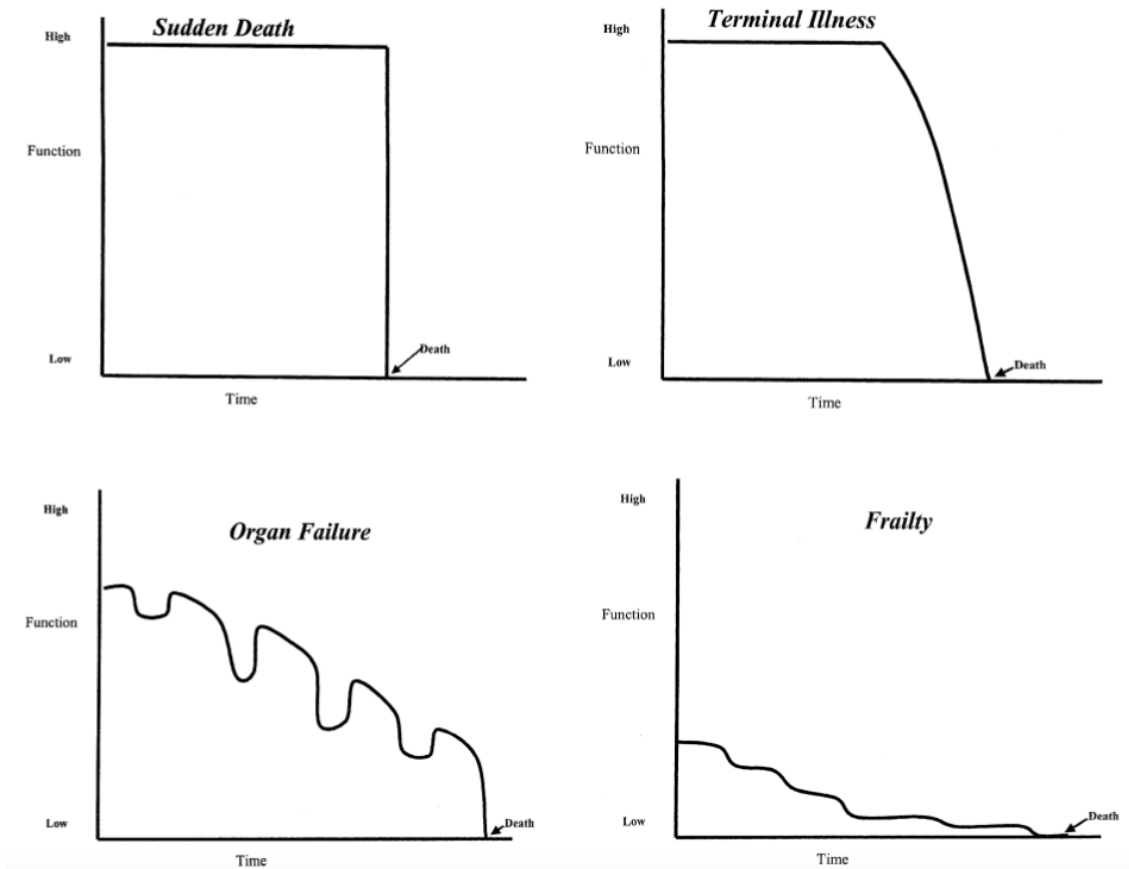 Sudden Death
High
Function
Low
Death
Time
Terminal Illness
High
Function
Low
Death
Time
Organ Failure
High
Function
Low
Death
Time
Frailty
High
Function
Low
Death
Time